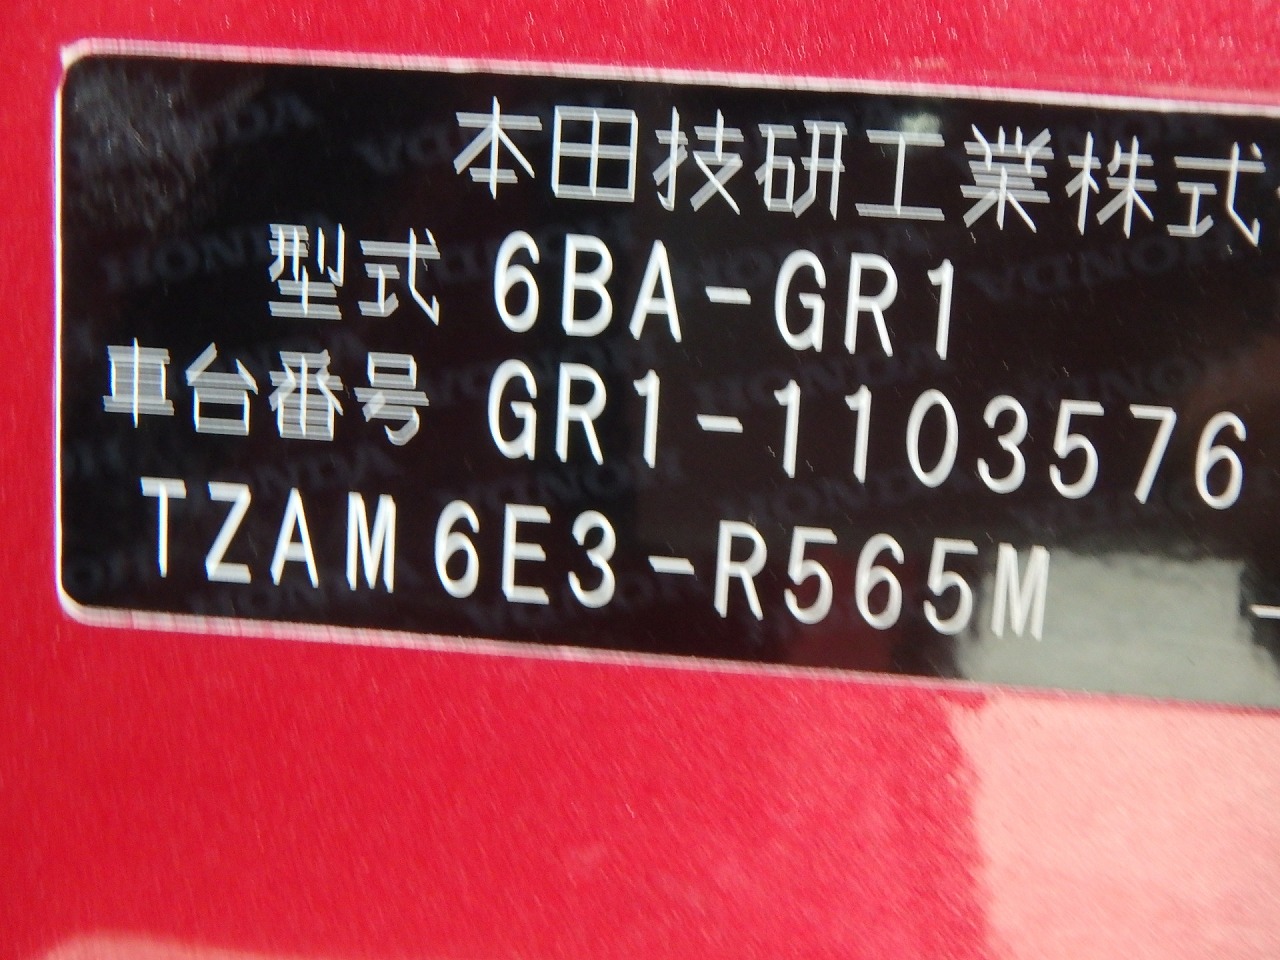 本田技研工業株式
型式 6BA-GR1
車台番号 GR1-1103576
TZAM6E3-R565M